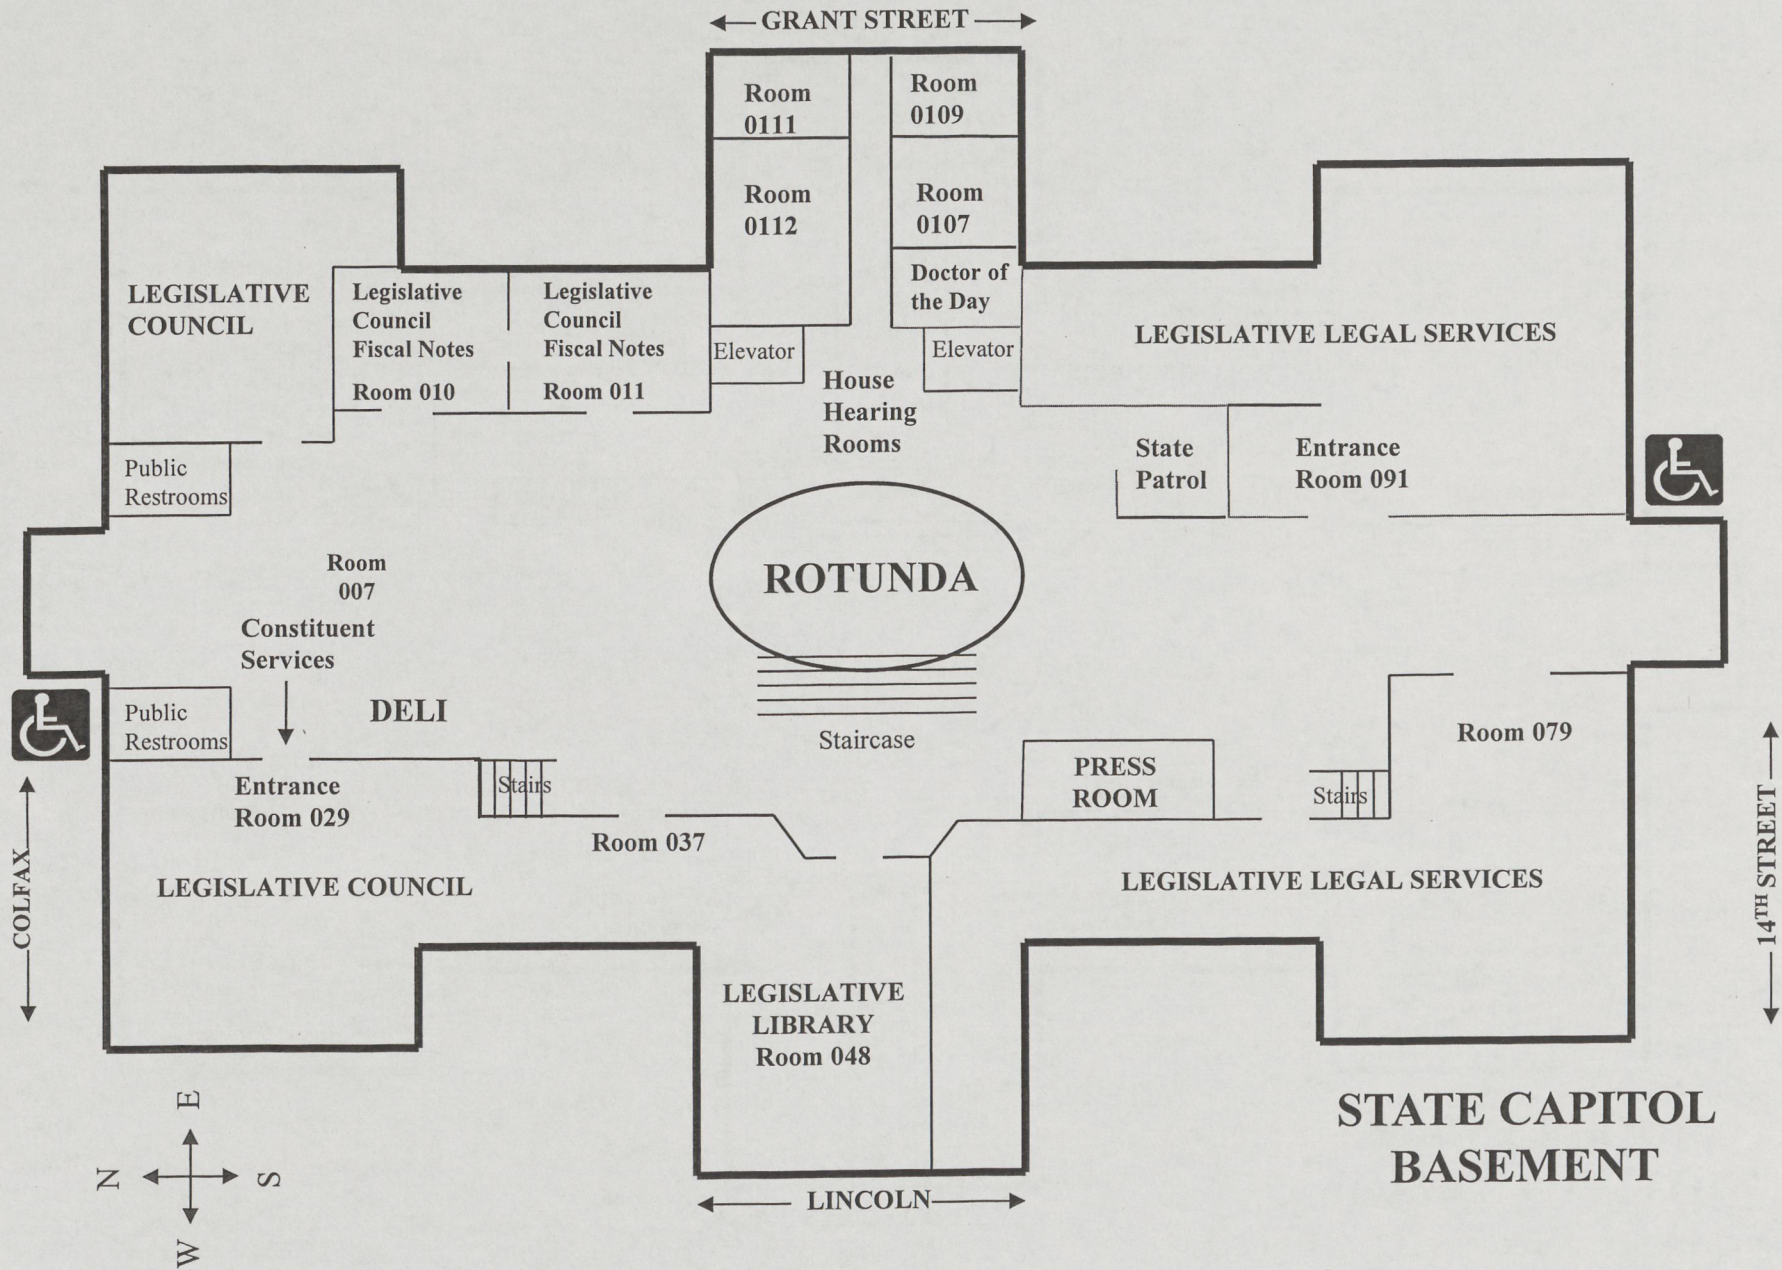 GRANT STREET
Room
0111
Room
0109
Room
0112
Room
0107
Doctor of
the Day
LEGISLATIVE
COUNCIL
Legislative
Council
Fiscal Notes
Room 010
Legislative
Council
Fiscal Notes
Room 011
Elevator
Elevator
House
Hearing
Rooms
LEGISLATIVE LEGAL SERVICES
State
Patrol
Entrance
Room 091
Public
Restrooms
Room
007
Constituent
Services
ROTUNDA
Public
Restrooms
DELI
Staircase
Room 079
Entrance
Room 029
Stairs
PRESS
ROOM
Stairs
Room 037
COLFAX
14TH STREET
LEGISLATIVE COUNCIL
LEGISLATIVE LEGAL SERVICES
LEGISLATIVE
LIBRARY
Room 048
E
N
S
W
LINCOLN
STATE CAPITOL
BASEMENT